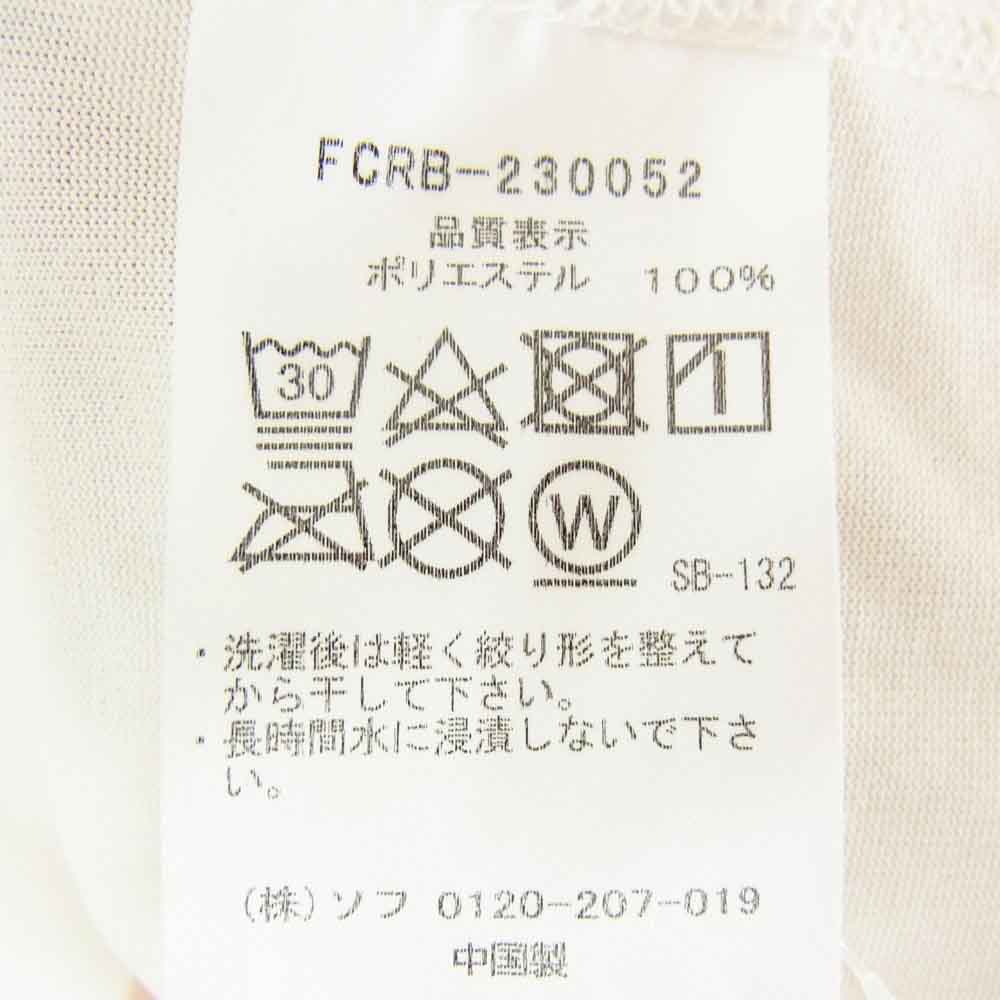 FCRB-230052
品質表示
ポリエステル　100%
30
W
SB-132
・洗濯後は軽く絞り形を整えて
から干して下さい。
・長時間水に浸漬しないで下さ
い。
(株)ソフ 0120-207-019
中国製